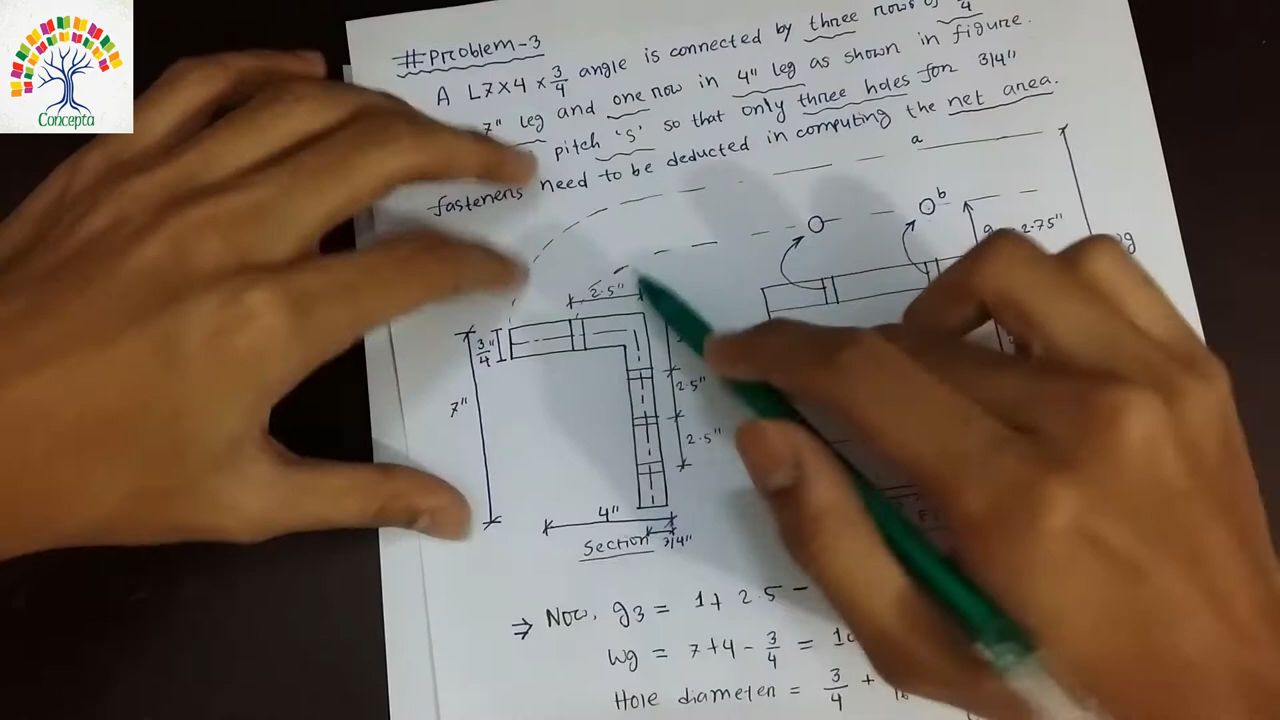 Concepta
#Problem-3
A L7×4×3/4 angle is connected by three rows
7" leg and one row in 4" leg as shown in figure.
pitch 's' so that only three holes for 3/4"
fasteners need to be deducted in computing the net area.
a
b
2.75"
2.5"
3/4"
7"
2.5"
2.5"
4"
Section
3/4"
⇒ Now, g3 = 1+ 2.5 -
wg = 7+4 - 3/4 =
Hole diameter = 3/4 +